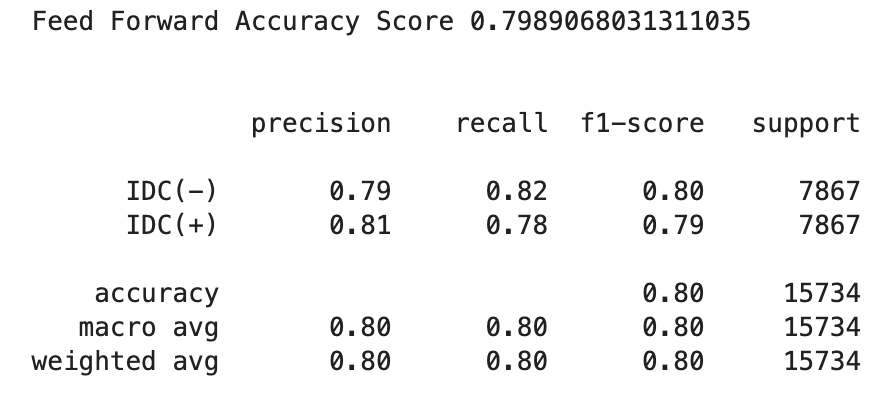 Feed Forward Accuracy Score 0.7989068031311035
precision recall f1-score support
IDC(-) 0.79 0.82 0.80 7867
IDC(+) 0.81 0.78 0.79 7867
accuracy 0.80 15734
macro avg 0.80 0.80 0.80 15734
weighted avg 0.80 0.80 0.80 15734